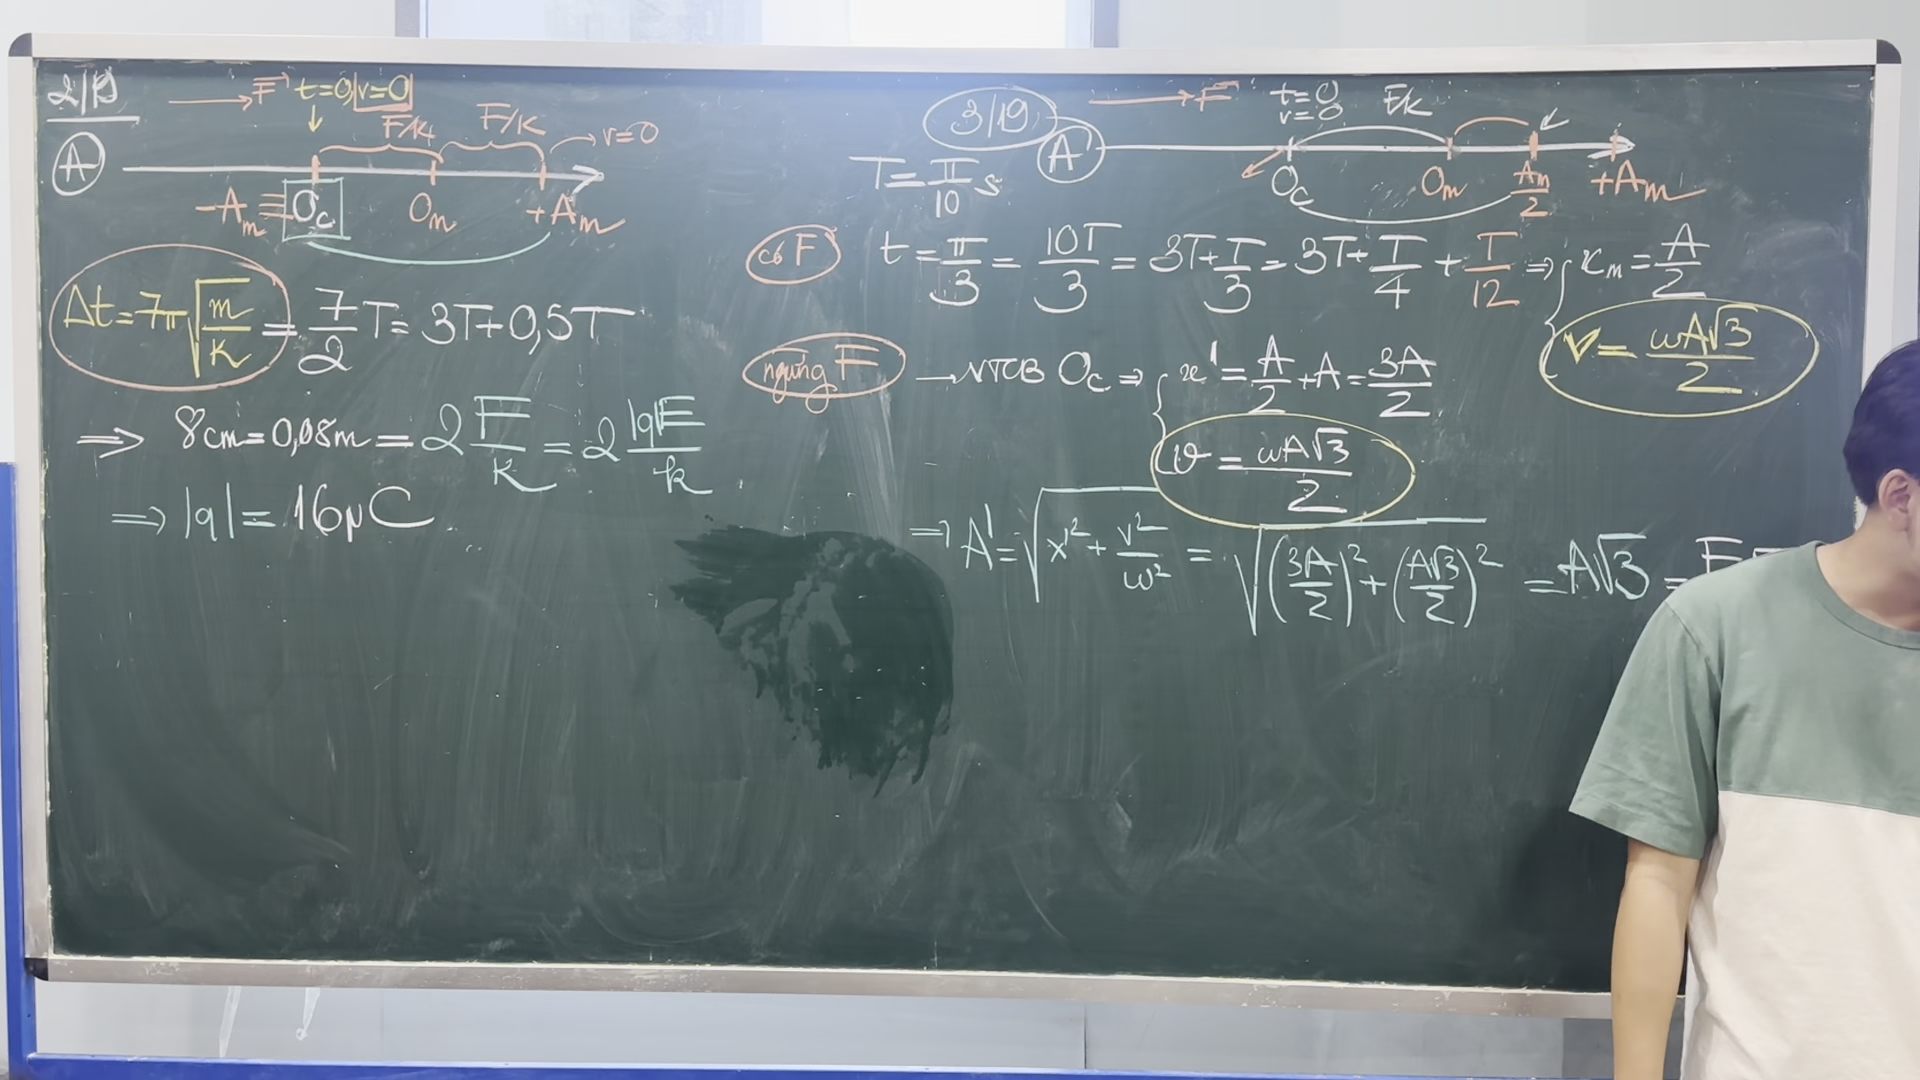 F t=0 v=0
F/k F/k v=0
A
-Am ≡ Oc Om +Am
Δt = 7π√(m/k) = 7/2 T = 3T + 0,5T
⇒ 8cm = 0,08m = 2 F/k = 2 |q|E/k
⇒ |q| = 16μC
3/19 A F t=0 v=0 F/k
T = π/10 s
Oc Om Am/2 +Am
có F t = π/3 = 10T/3 = 3T + T/3 = 3T + T/4 + T/12 ⇒ { xm = A/2
v = ωA√3/2
ngừng F → VTCB Oc ⇒ { x' = A/2 + A = 3A/2
v = ωA√3/2
⇒ A' = √(x'² + v²/ω²) = √((3A/2)² + (A√3/2)²) = A√3 = F